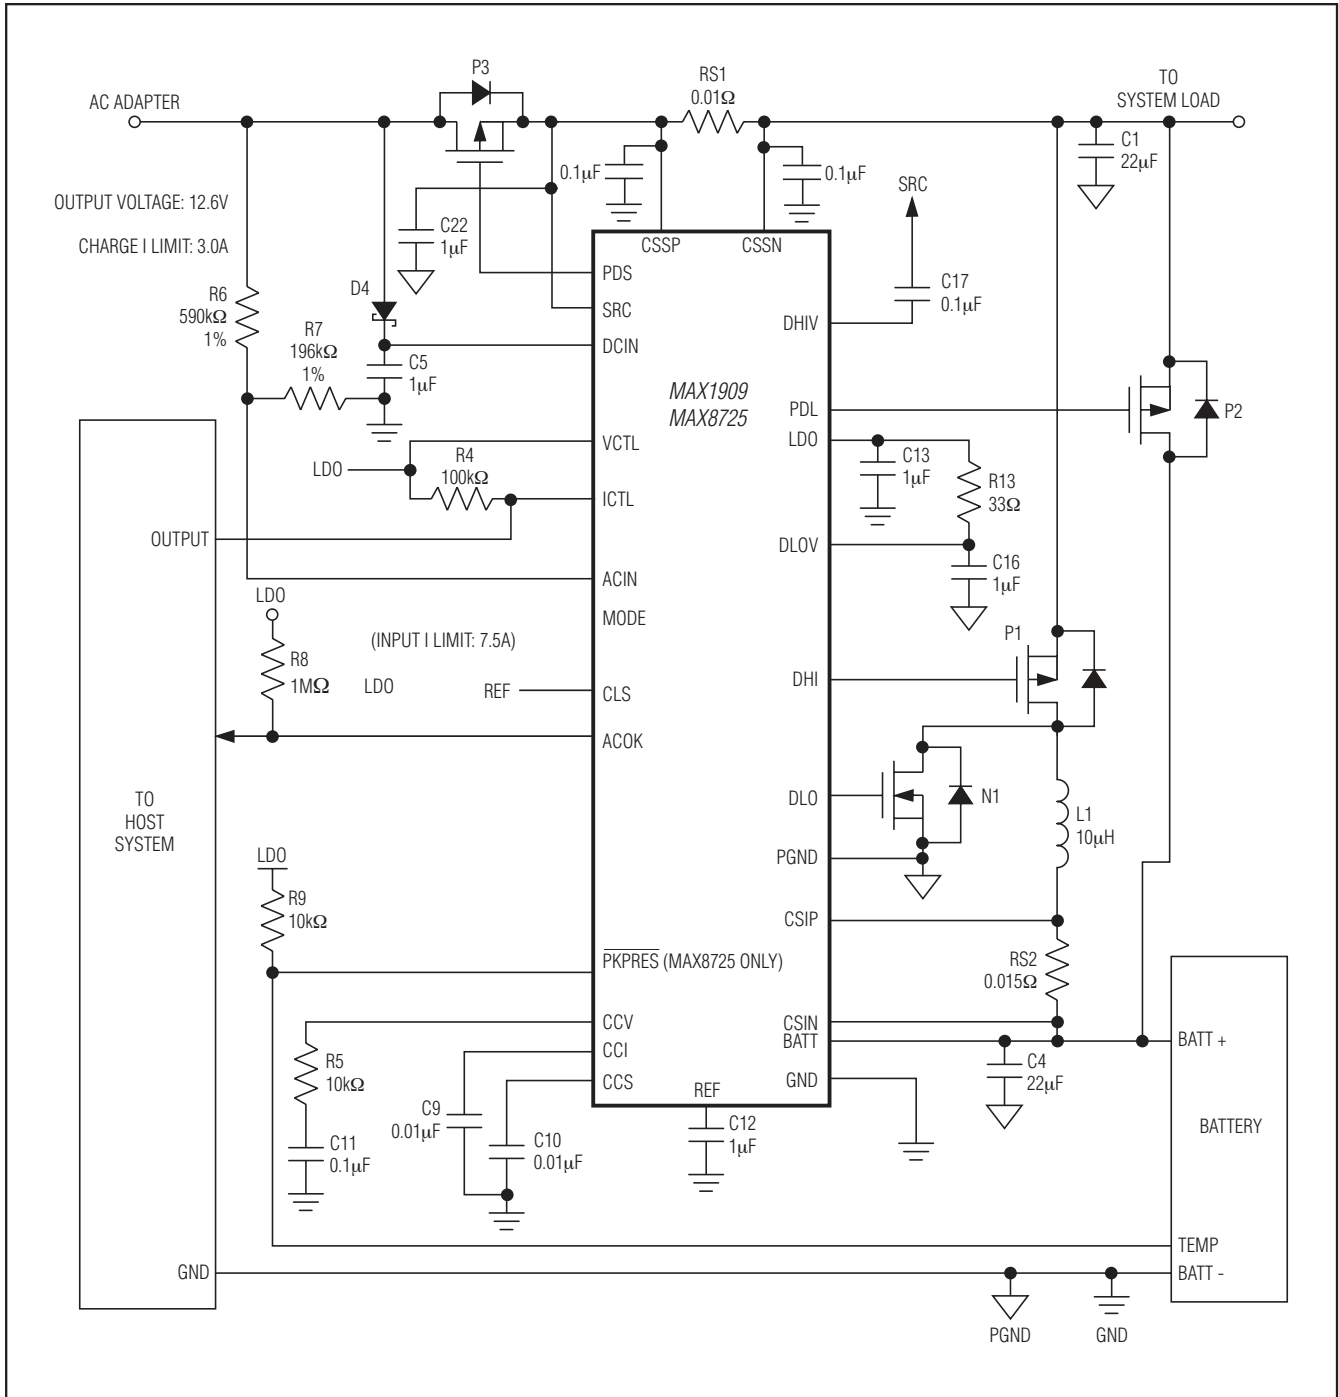 P3
RS1
0.01Ω
TO
SYSTEM LOAD
AC ADAPTER
C1
22µF
0.1µF
0.1µF
SRC
OUTPUT VOLTAGE: 12.6V
CHARGE I LIMIT: 3.0A
C22
1µF
CSSP
CSSN
PDS
C17
0.1µF
D4
R6
590kΩ
1%
SRC
DHIV
R7
196kΩ
1%
DCIN
C5
1µF
MAX1909
MAX8725
PDL
P2
LDO
VCTL
LDO
R4
100kΩ
C13
1µF
R13
33Ω
ICTL
OUTPUT
DLOV
C16
1µF
ACIN
LDO
MODE
P1
(INPUT I LIMIT: 7.5A)
R8
1MΩ
LDO
REF
CLS
DHI
ACOK
TO
HOST
SYSTEM
DLO
N1
L1
10µH
LDO
PGND
R9
10kΩ
CSIP
PKPRES (MAX8725 ONLY)
RS2
0.015Ω
CCV
CSIN
BATT
BATT +
CCI
R5
10kΩ
CCS
REF
GND
C4
22µF
C9
0.01µF
C12
1µF
BATTERY
C11
0.1µF
C10
0.01µF
TEMP
GND
BATT -
PGND
GND